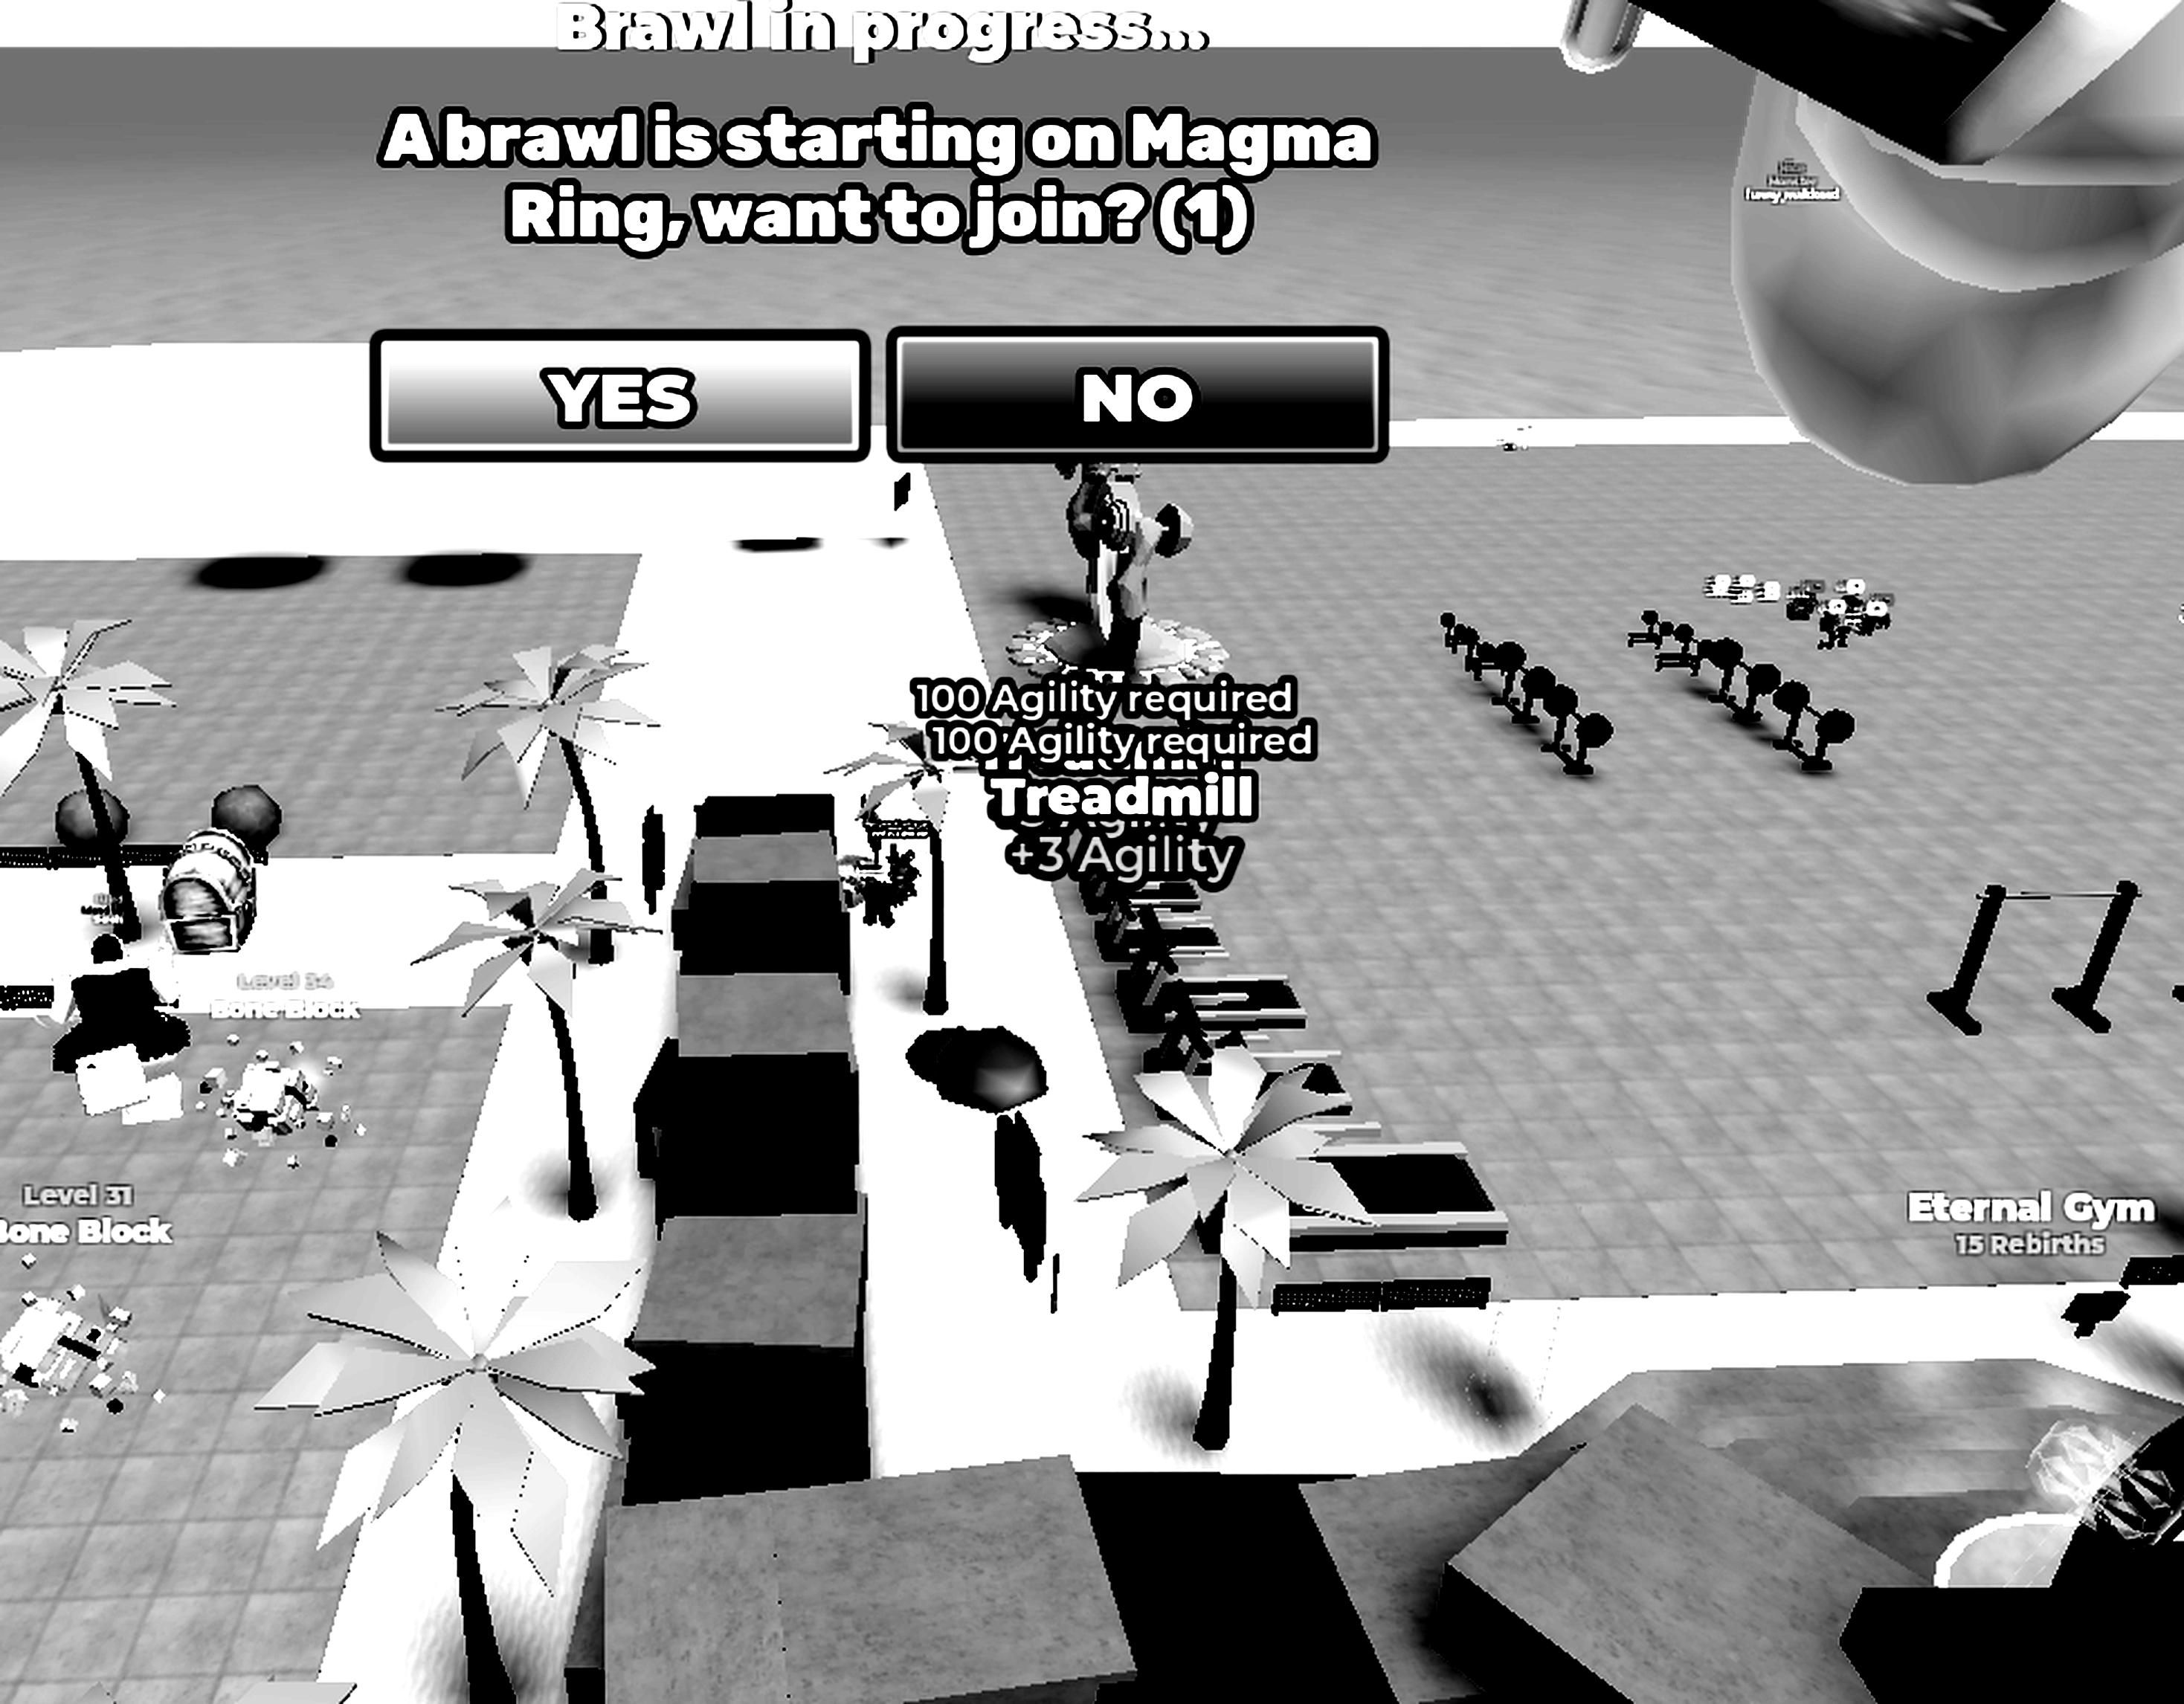 Brawl in progress...
A brawl is starting on Magma
Ring, want to join? (1)
YES
NO
100 Agility required
100 Agility required
Treadmill
+3 Agility
Level 34
Bone Block
Level 31
Bone Block
Eternal Gym
15 Rebirths